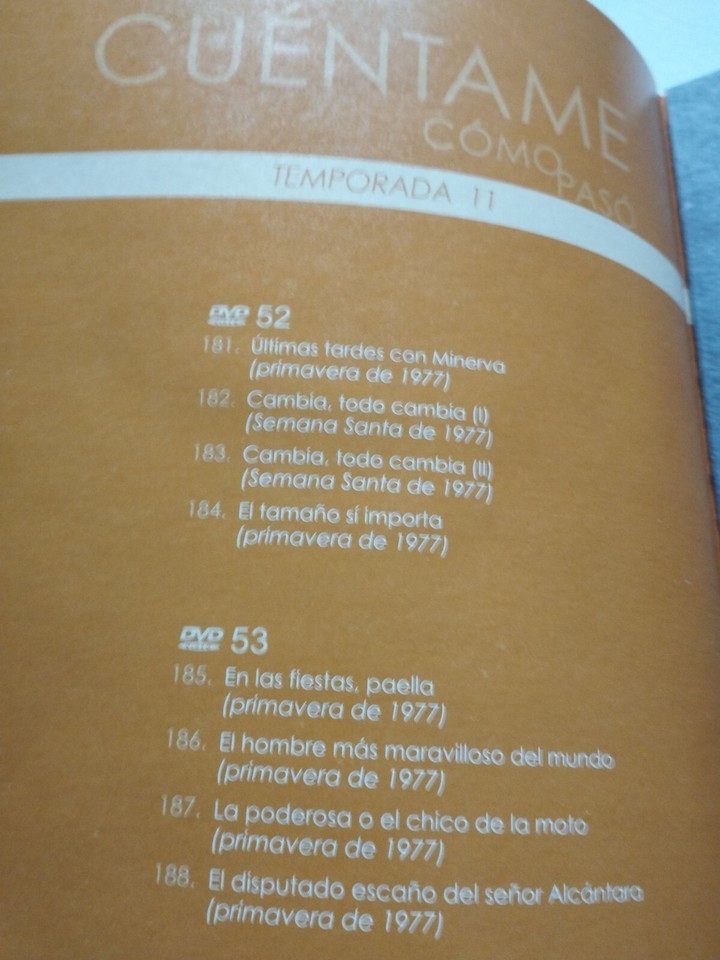 CUÉNTAME
CÓMO PASÓ
TEMPORADA 11
DVD 52
181. Últimas tardes con Minerva
(primavera de 1977)
182. Cambia, todo cambia (I)
(Semana Santa de 1977)
183. Cambia, todo cambia (II)
(Semana Santa de 1977)
184. El tamaño sí importa
(primavera de 1977)
DVD 53
185. En las fiestas, paella
(primavera de 1977)
186. El hombre más maravilloso del mundo
(primavera de 1977)
187. La poderosa o el chico de la moto
(primavera de 1977)
188. El disputado escaño del señor Alcántara
(primavera de 1977)